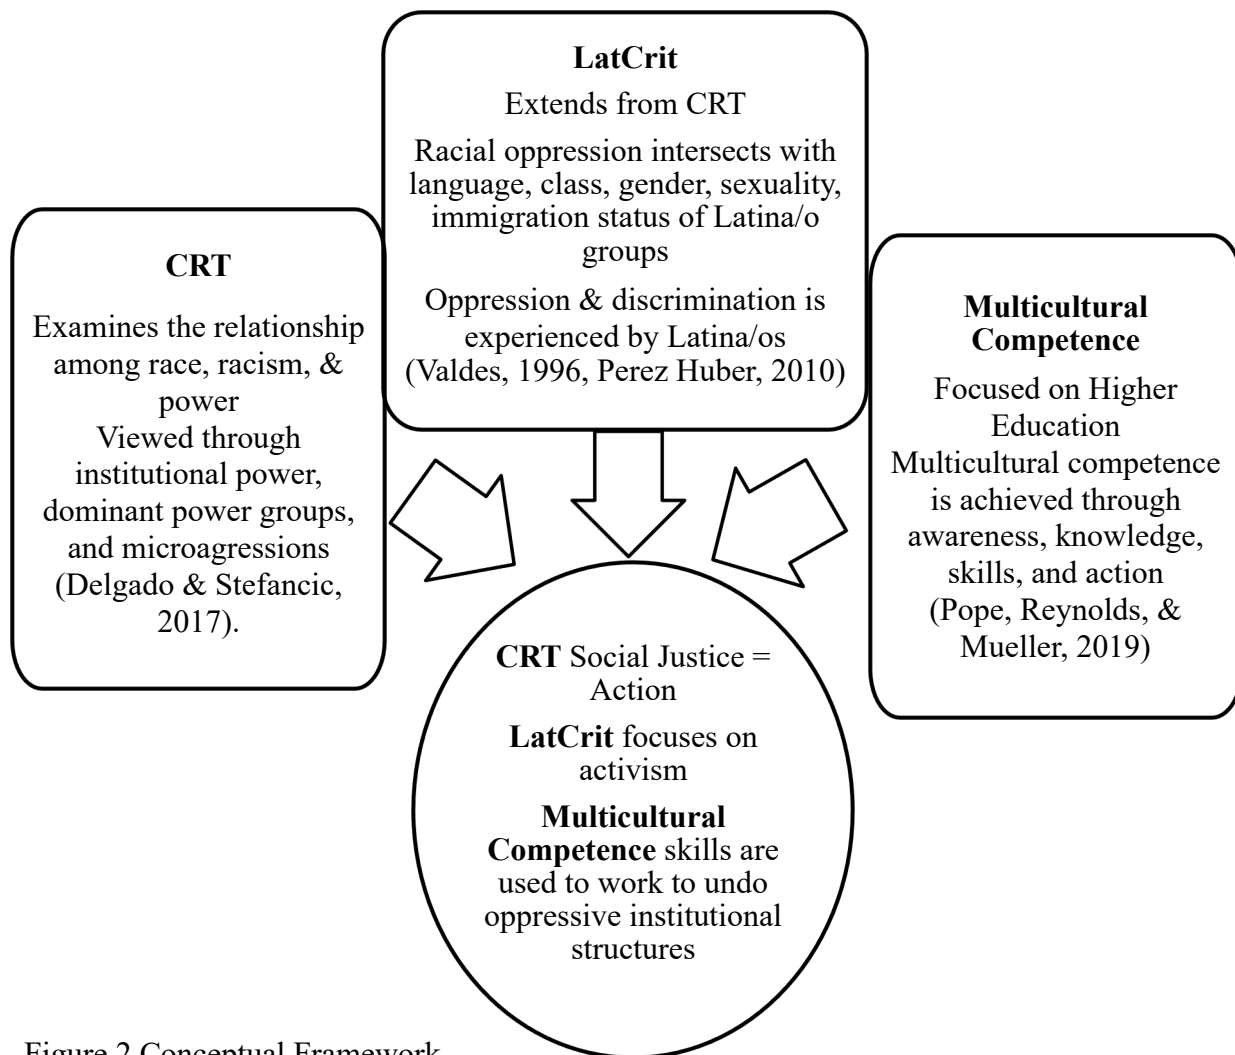 LatCrit
Extends from CRT
Racial oppression intersects with
language, class, gender, sexuality,
immigration status of Latina/o
groups
Oppression & discrimination is
experienced by Latina/os
(Valdes, 1996, Perez Huber, 2010)
CRT
Examines the relationship
among race, racism, &
power
Viewed through
institutional power,
dominant power groups,
and microagressions
(Delgado & Stefancic,
2017).
Multicultural
Competence
Focused on Higher
Education
Multicultural competence
is achieved through
awareness, knowledge,
skills, and action
(Pope, Reynolds, &
Mueller, 2019)
CRT Social Justice =
Action
LatCrit focuses on
activism
Multicultural
Competence skills are
used to work to undo
oppressive institutional
structures
Figure 2 Conceptual Framework